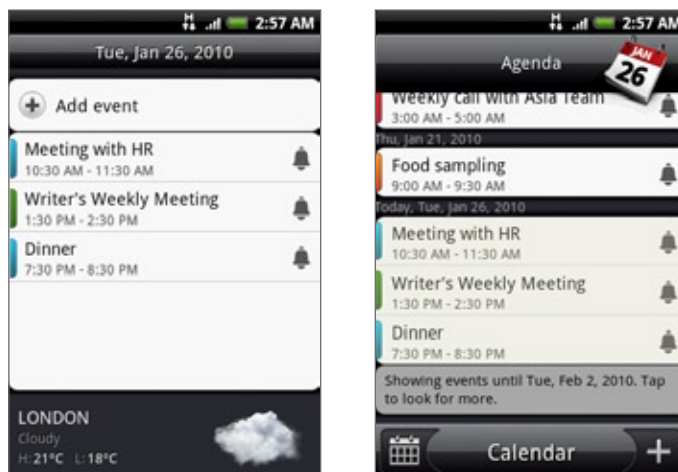 2:57 AM
Tue, Jan 26, 2010
Add event
Meeting with HR
10:30 AM - 11:30 AM
Writer's Weekly Meeting
1:30 PM - 2:30 PM
Dinner
7:30 PM - 8:30 PM
LONDON
Cloudy
H: 21°C L: 18°C
2:57 AM
Agenda
JAN
26
Weekly call with Asia Team
3:00 AM - 5:00 AM
Thu, Jan 21, 2010
Food sampling
9:00 AM - 9:30 AM
Today, Tue, Jan 26, 2010
Meeting with HR
10:30 AM - 11:30 AM
Writer's Weekly Meeting
1:30 PM - 2:30 PM
Dinner
7:30 PM - 8:30 PM
Showing events until Tue, Feb 2, 2010. Tap
to look for more.
Calendar